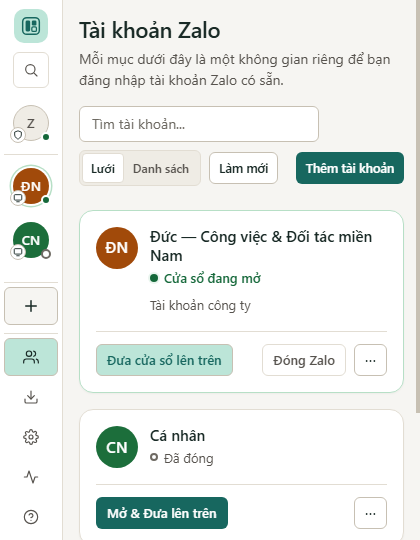 Tài khoản Zalo
Mỗi mục dưới đây là một không gian riêng để bạn
đăng nhập tài khoản Zalo có sẵn.
Z
Tìm tài khoản...
Lưới
Danh sách
Làm mới
Thêm tài khoản
ĐN
CN
ĐN
Đức — Công việc & Đối tác miền
Nam
Cửa sổ đang mở
Tài khoản công ty
Đưa cửa sổ lên trên
Đóng Zalo
...
CN
Cá nhân
Đã đóng
Mở & Đưa lên trên
...